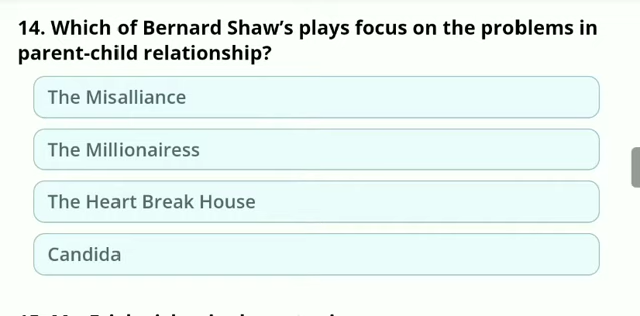 14. Which of Bernard Shaw’s plays focus on the problems in
parent-child relationship?
The Misalliance
The Millionairess
The Heart Break House
Candida